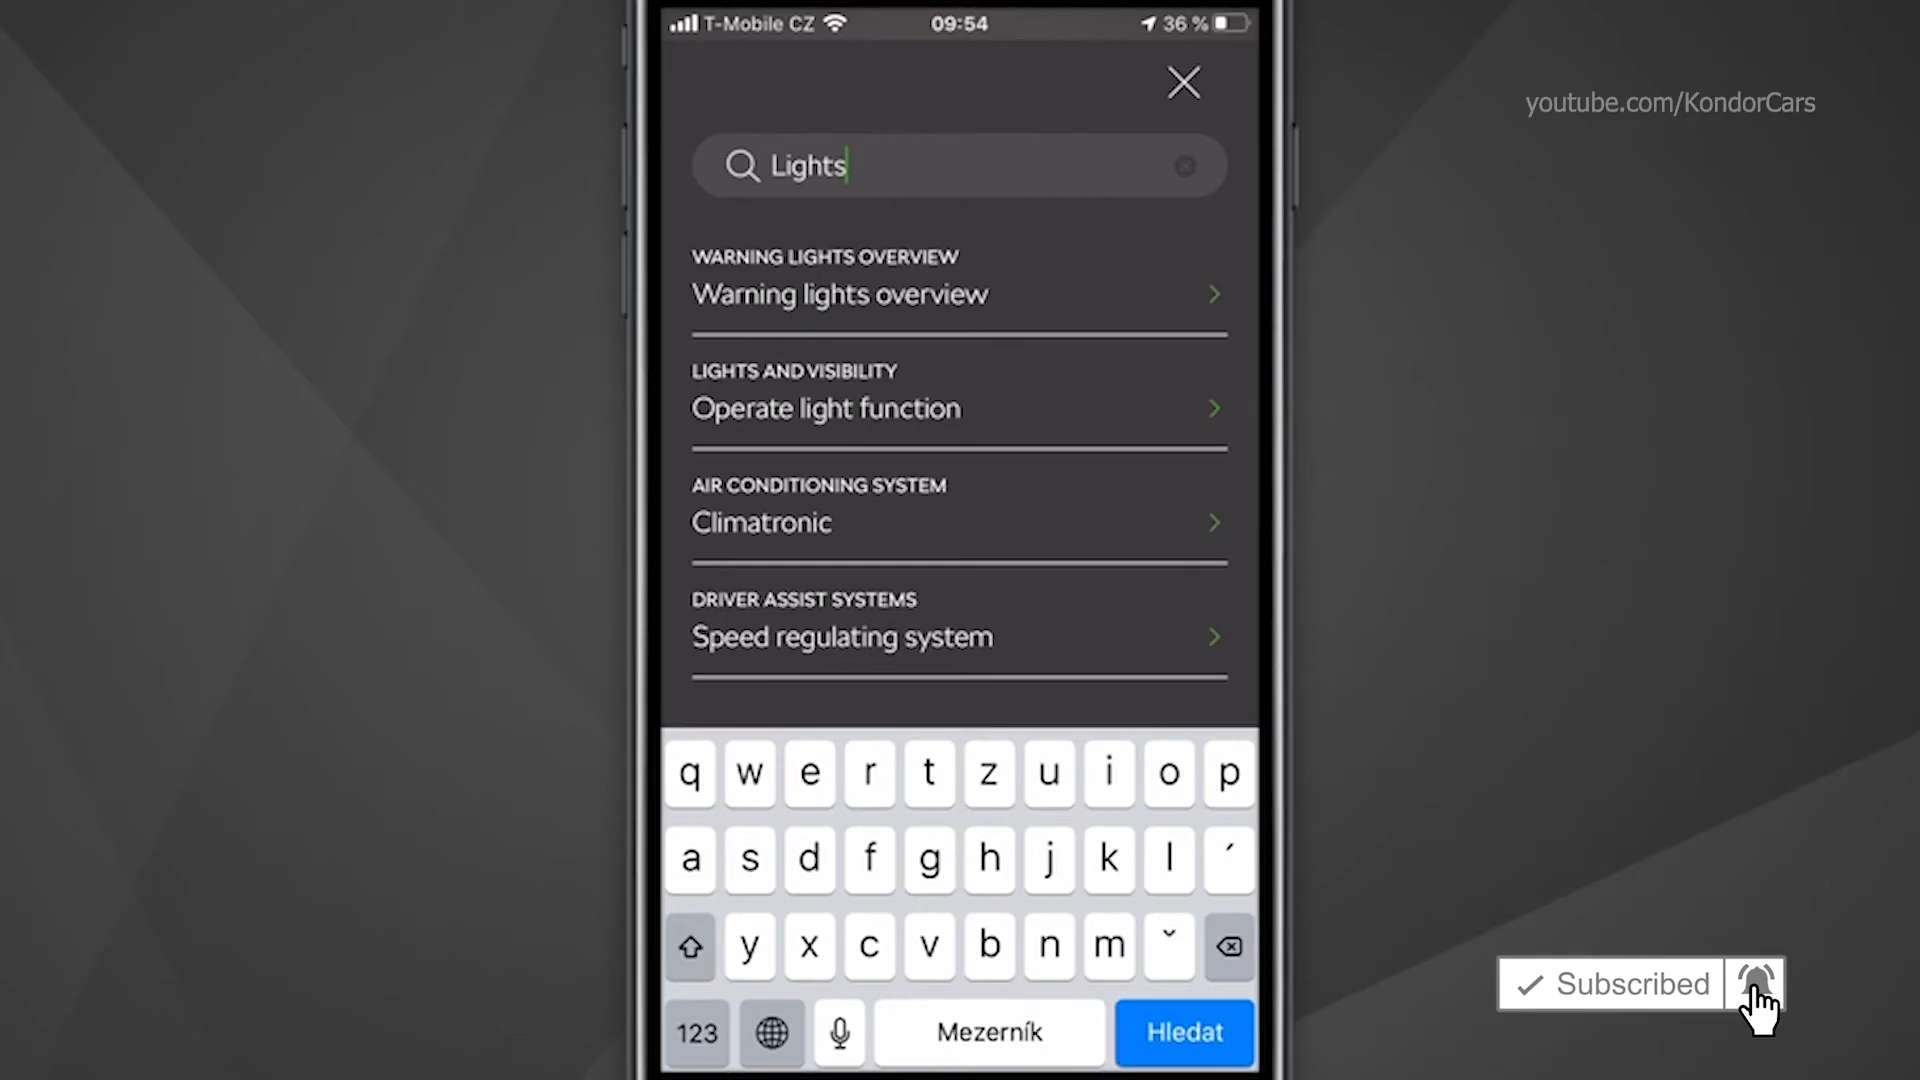 T-Mobile CZ 09:54 36 %
youtube.com/KondorCars
Lights
WARNING LIGHTS OVERVIEW
Warning lights overview
LIGHTS AND VISIBILITY
Operate light function
AIR CONDITIONING SYSTEM
Climatronic
DRIVER ASSIST SYSTEMS
Speed regulating system
q w e r t z u i o p
a s d f g h j k l ´
y x c v b n m ˇ
Subscribed
123 Mezerník Hledat